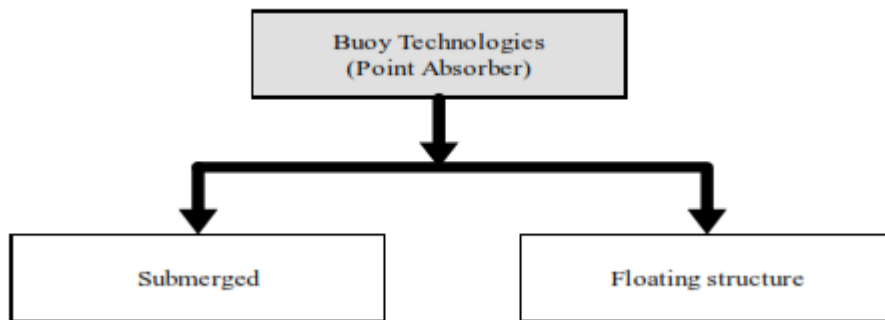 Buoy Technologies
(Point Absorber)
Submerged
Floating structure